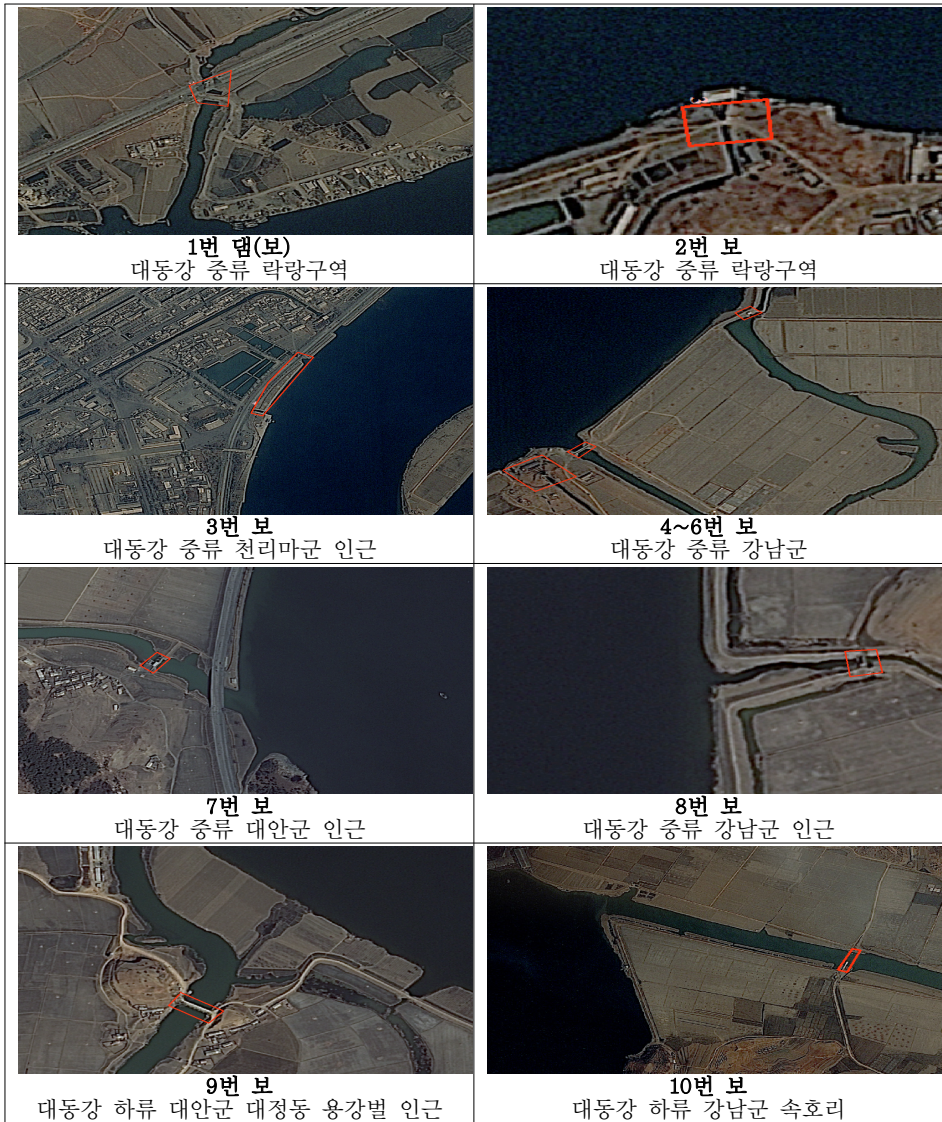 1번 댐(보)
대동강 중류 락랑구역
2번 보
대동강 중류 락랑구역
3번 보
대동강 중류 천리마군 인근
4~6번 보
대동강 중류 강남군
7번 보
대동강 중류 대안군 인근
8번 보
대동강 중류 강남군 인근
9번 보
대동강 하류 대안군 대정동 용강벌 인근
10번 보
대동강 하류 강남군 속호리